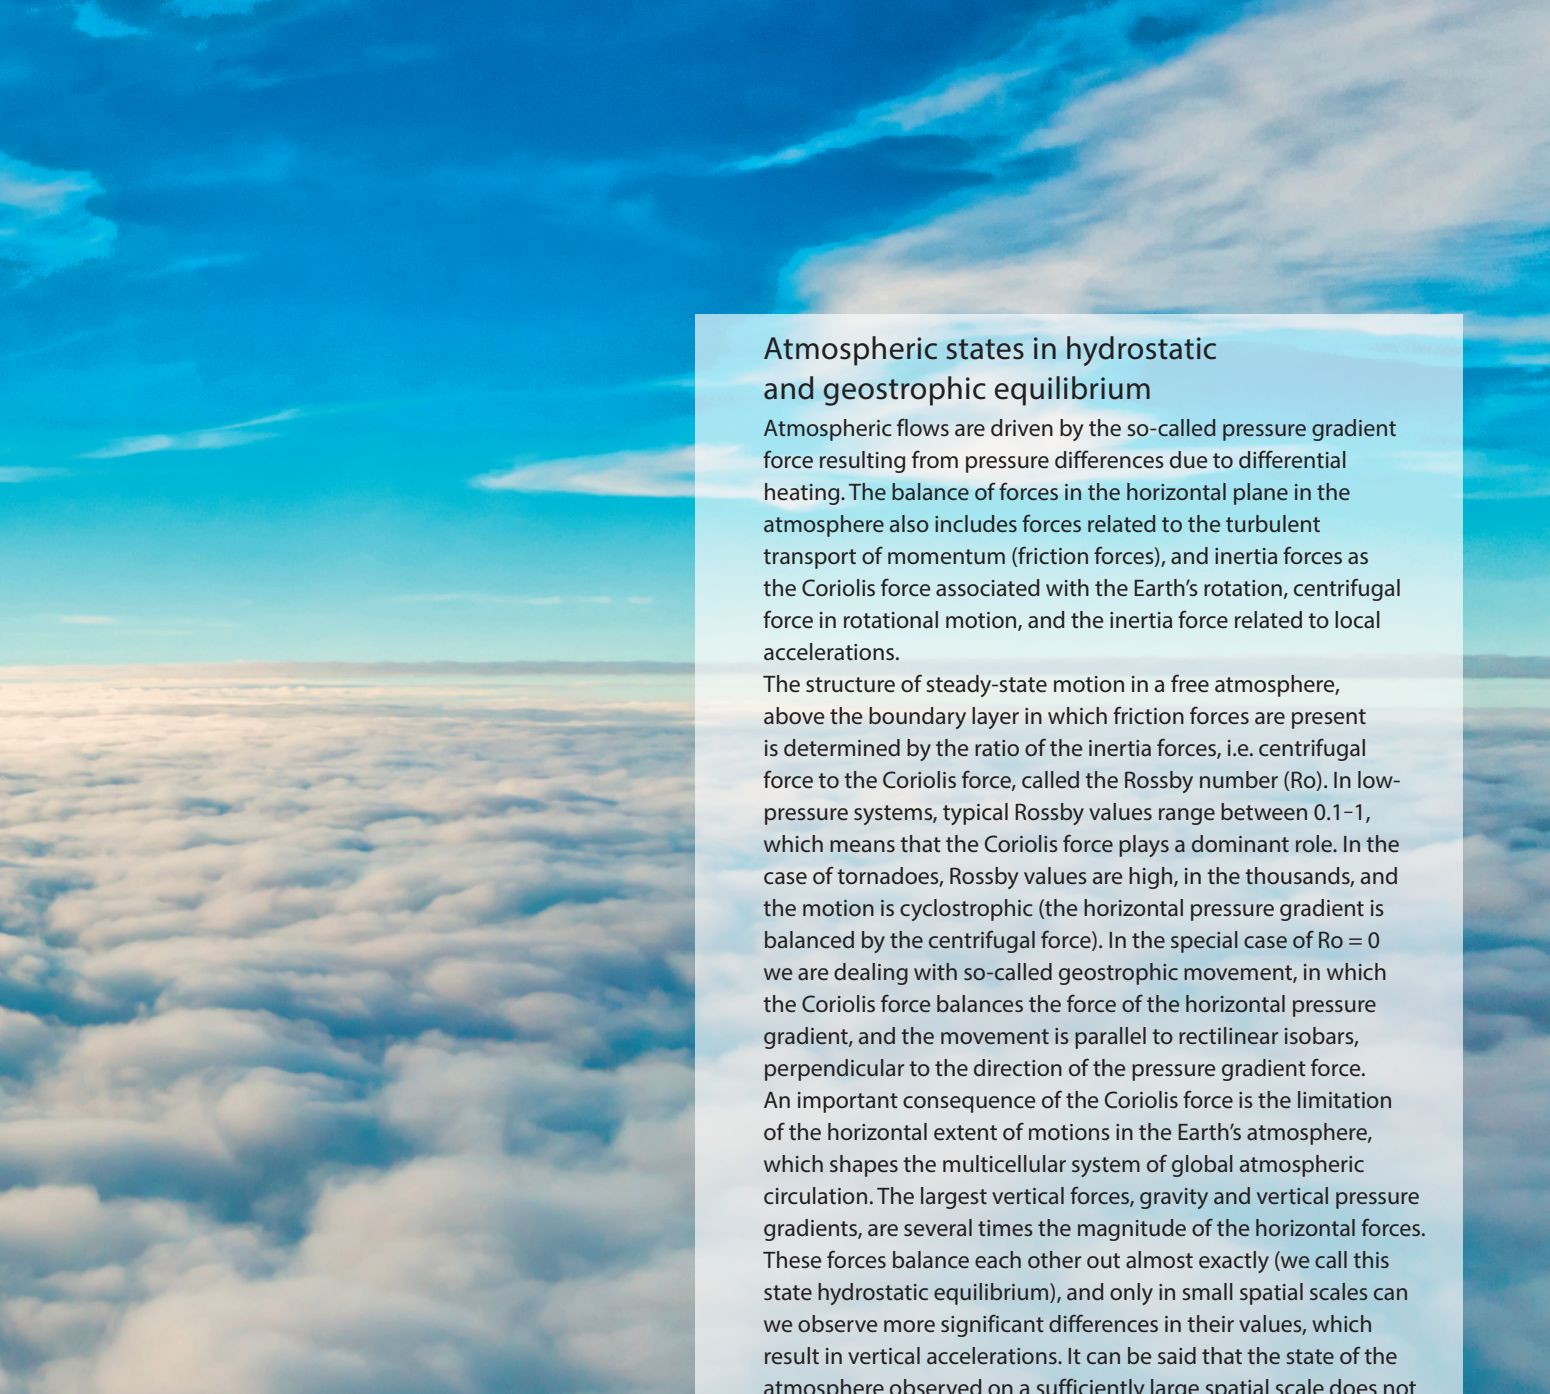 Atmospheric states in hydrostatic
and geostrophic equilibrium
Atmospheric flows are driven by the so-called pressure gradient
force resulting from pressure differences due to differential
heating. The balance of forces in the horizontal plane in the
atmosphere also includes forces related to the turbulent
transport of momentum (friction forces), and inertia forces as
the Coriolis force associated with the Earth’s rotation, centrifugal
force in rotational motion, and the inertia force related to local
accelerations.
The structure of steady-state motion in a free atmosphere,
above the boundary layer in which friction forces are present
is determined by the ratio of the inertia forces, i.e. centrifugal
force to the Coriolis force, called the Rossby number (Ro). In low-
pressure systems, typical Rossby values range between 0.1–1,
which means that the Coriolis force plays a dominant role. In the
case of tornadoes, Rossby values are high, in the thousands, and
the motion is cyclostrophic (the horizontal pressure gradient is
balanced by the centrifugal force). In the special case of Ro = 0
we are dealing with so-called geostrophic movement, in which
the Coriolis force balances the force of the horizontal pressure
gradient, and the movement is parallel to rectilinear isobars,
perpendicular to the direction of the pressure gradient force.
An important consequence of the Coriolis force is the limitation
of the horizontal extent of motions in the Earth’s atmosphere,
which shapes the multicellular system of global atmospheric
circulation. The largest vertical forces, gravity and vertical pressure
gradients, are several times the magnitude of the horizontal forces.
These forces balance each other out almost exactly (we call this
state hydrostatic equilibrium), and only in small spatial scales can
we observe more significant differences in their values, which
result in vertical accelerations. It can be said that the state of the
atmosphere observed on a sufficiently large spatial scale does not